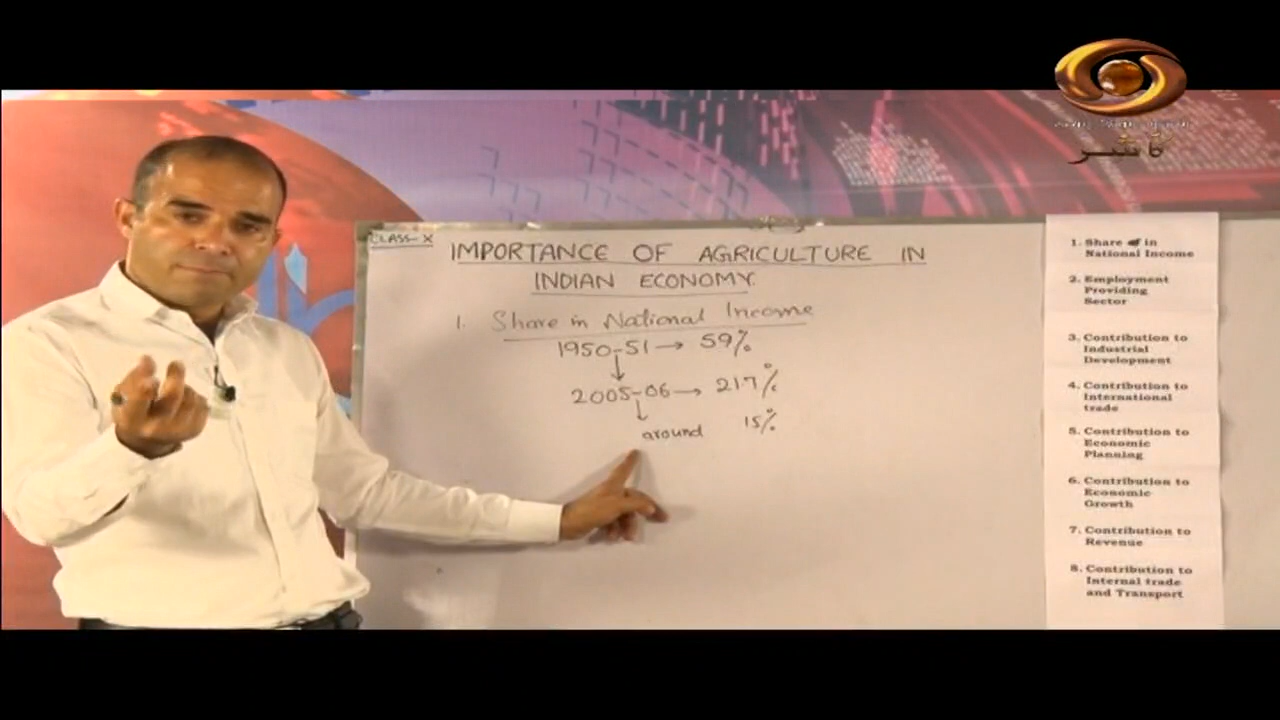 کأشر
CLASS-X
IMPORTANCE OF AGRICULTURE IN
INDIAN ECONOMY.
1. Share in National Income
1950-51 → 59%
↓
2005-06 → 21.7%
↓
around 15%
1. Share of in
National Income
2. Employment
Providing
Sector
3. Contribution to
Industrial
Development
4. Contribution to
International
trade
5. Contribution to
Economic
Planning
6. Contribution to
Economic
Growth
7. Contribution to
Revenue
8. Contribution to
Internal trade
and Transport